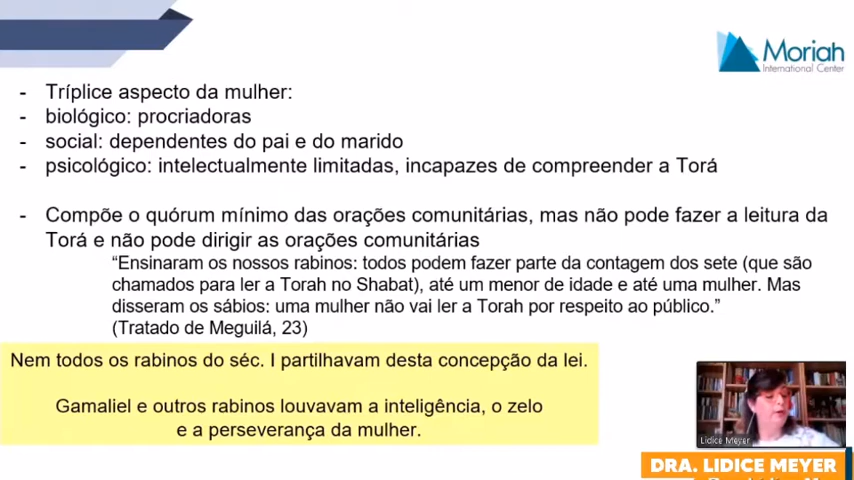 Moriah
International Center
- Tríplice aspecto da mulher:
- biológico: procriadoras
- social: dependentes do pai e do marido
- psicológico: intelectualmente limitadas, incapazes de compreender a Torá
- Compõe o quórum mínimo das orações comunitárias, mas não pode fazer a leitura da
Torá e não pode dirigir as orações comunitárias
“Ensinaram os nossos rabinos: todos podem fazer parte da contagem dos sete (que são
chamados para ler a Torah no Shabat), até um menor de idade e até uma mulher. Mas
disseram os sábios: uma mulher não vai ler a Torah por respeito ao público.”
(Tratado de Meguilá, 23)
Nem todos os rabinos do séc. I partilhavam desta concepção da lei.
Gamaliel e outros rabinos louvavam a inteligência, o zelo
e a perseverança da mulher.
Lidice Meyer
DRA. LIDICE MEYER